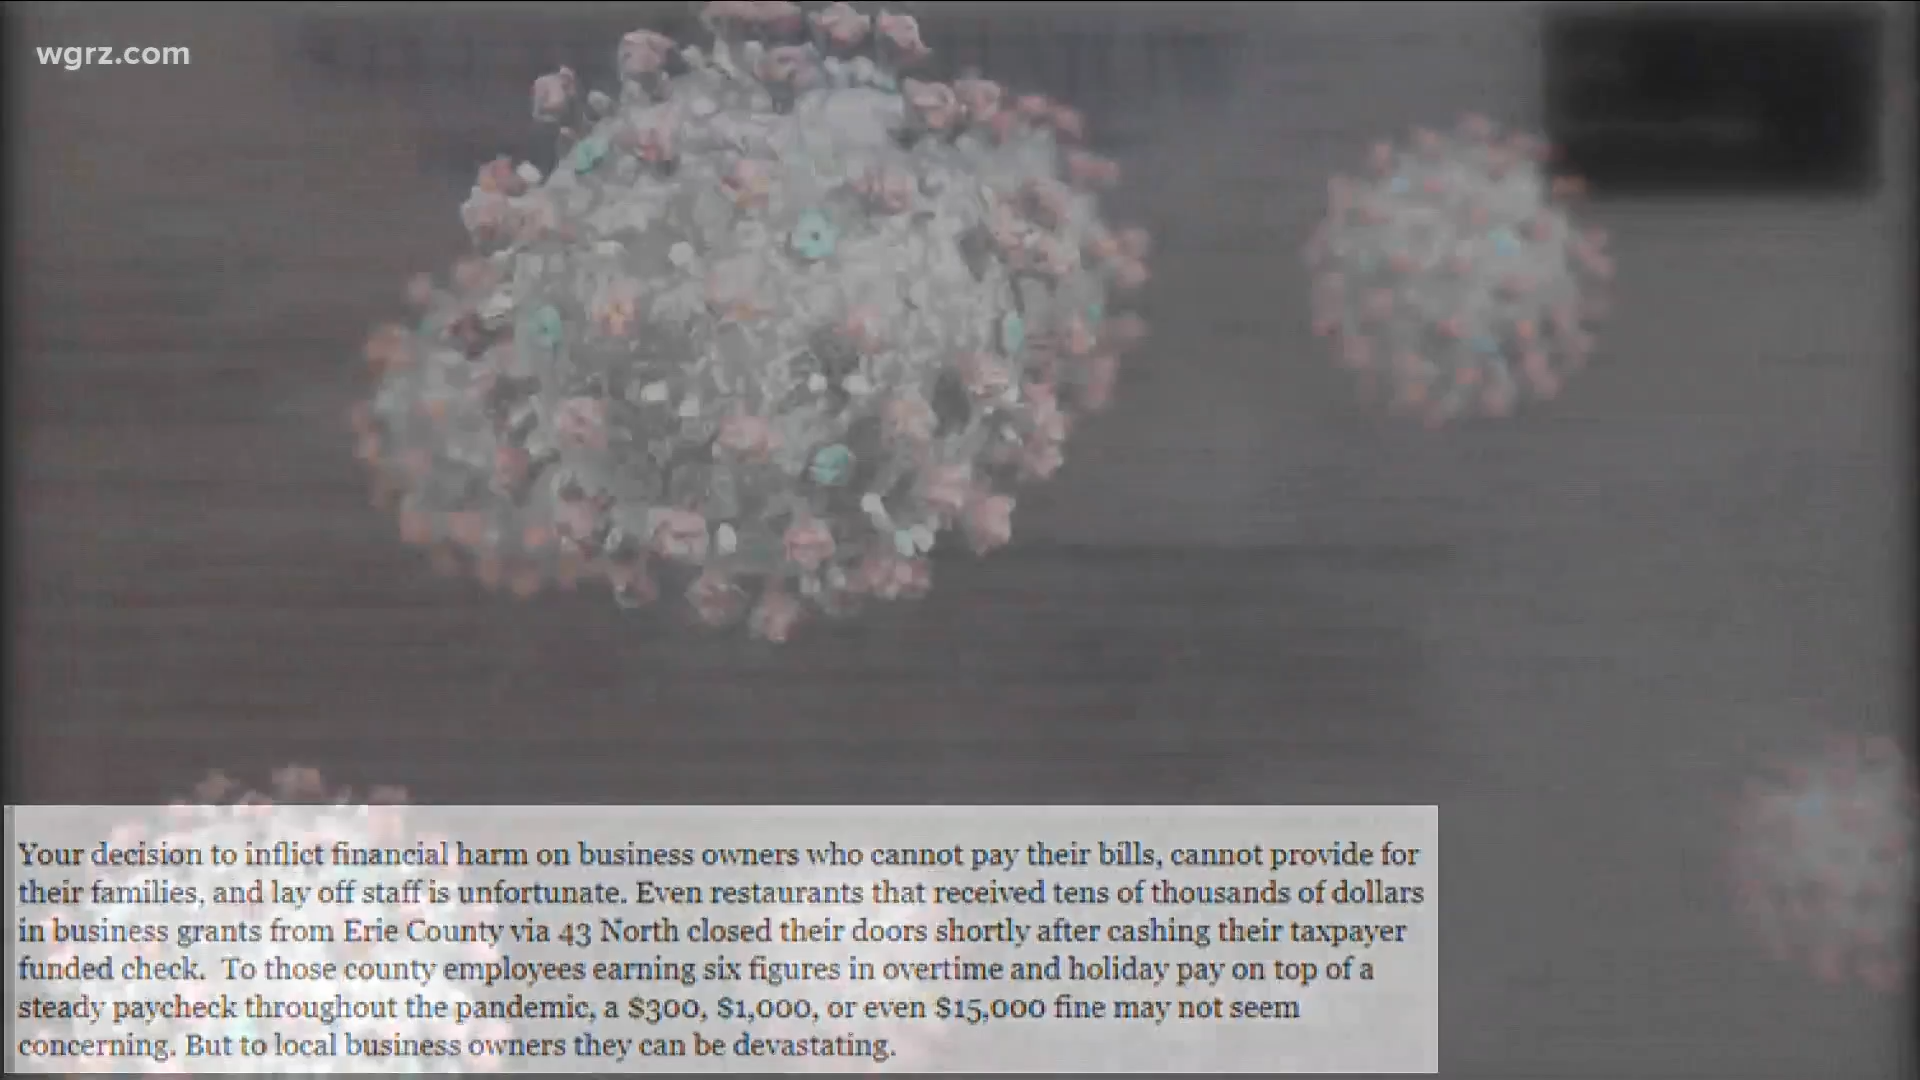 wgrz.com
Your decision to inflict financial harm on business owners who cannot pay their bills, cannot provide for
their families, and lay off staff is unfortunate. Even restaurants that received tens of thousands of dollars
in business grants from Erie County via 43 North closed their doors shortly after cashing their taxpayer
funded check.  To those county employees earning six figures in overtime and holiday pay on top of a
steady paycheck throughout the pandemic, a $300, $1,000, or even $15,000 fine may not seem
concerning. But to local business owners they can be devastating.